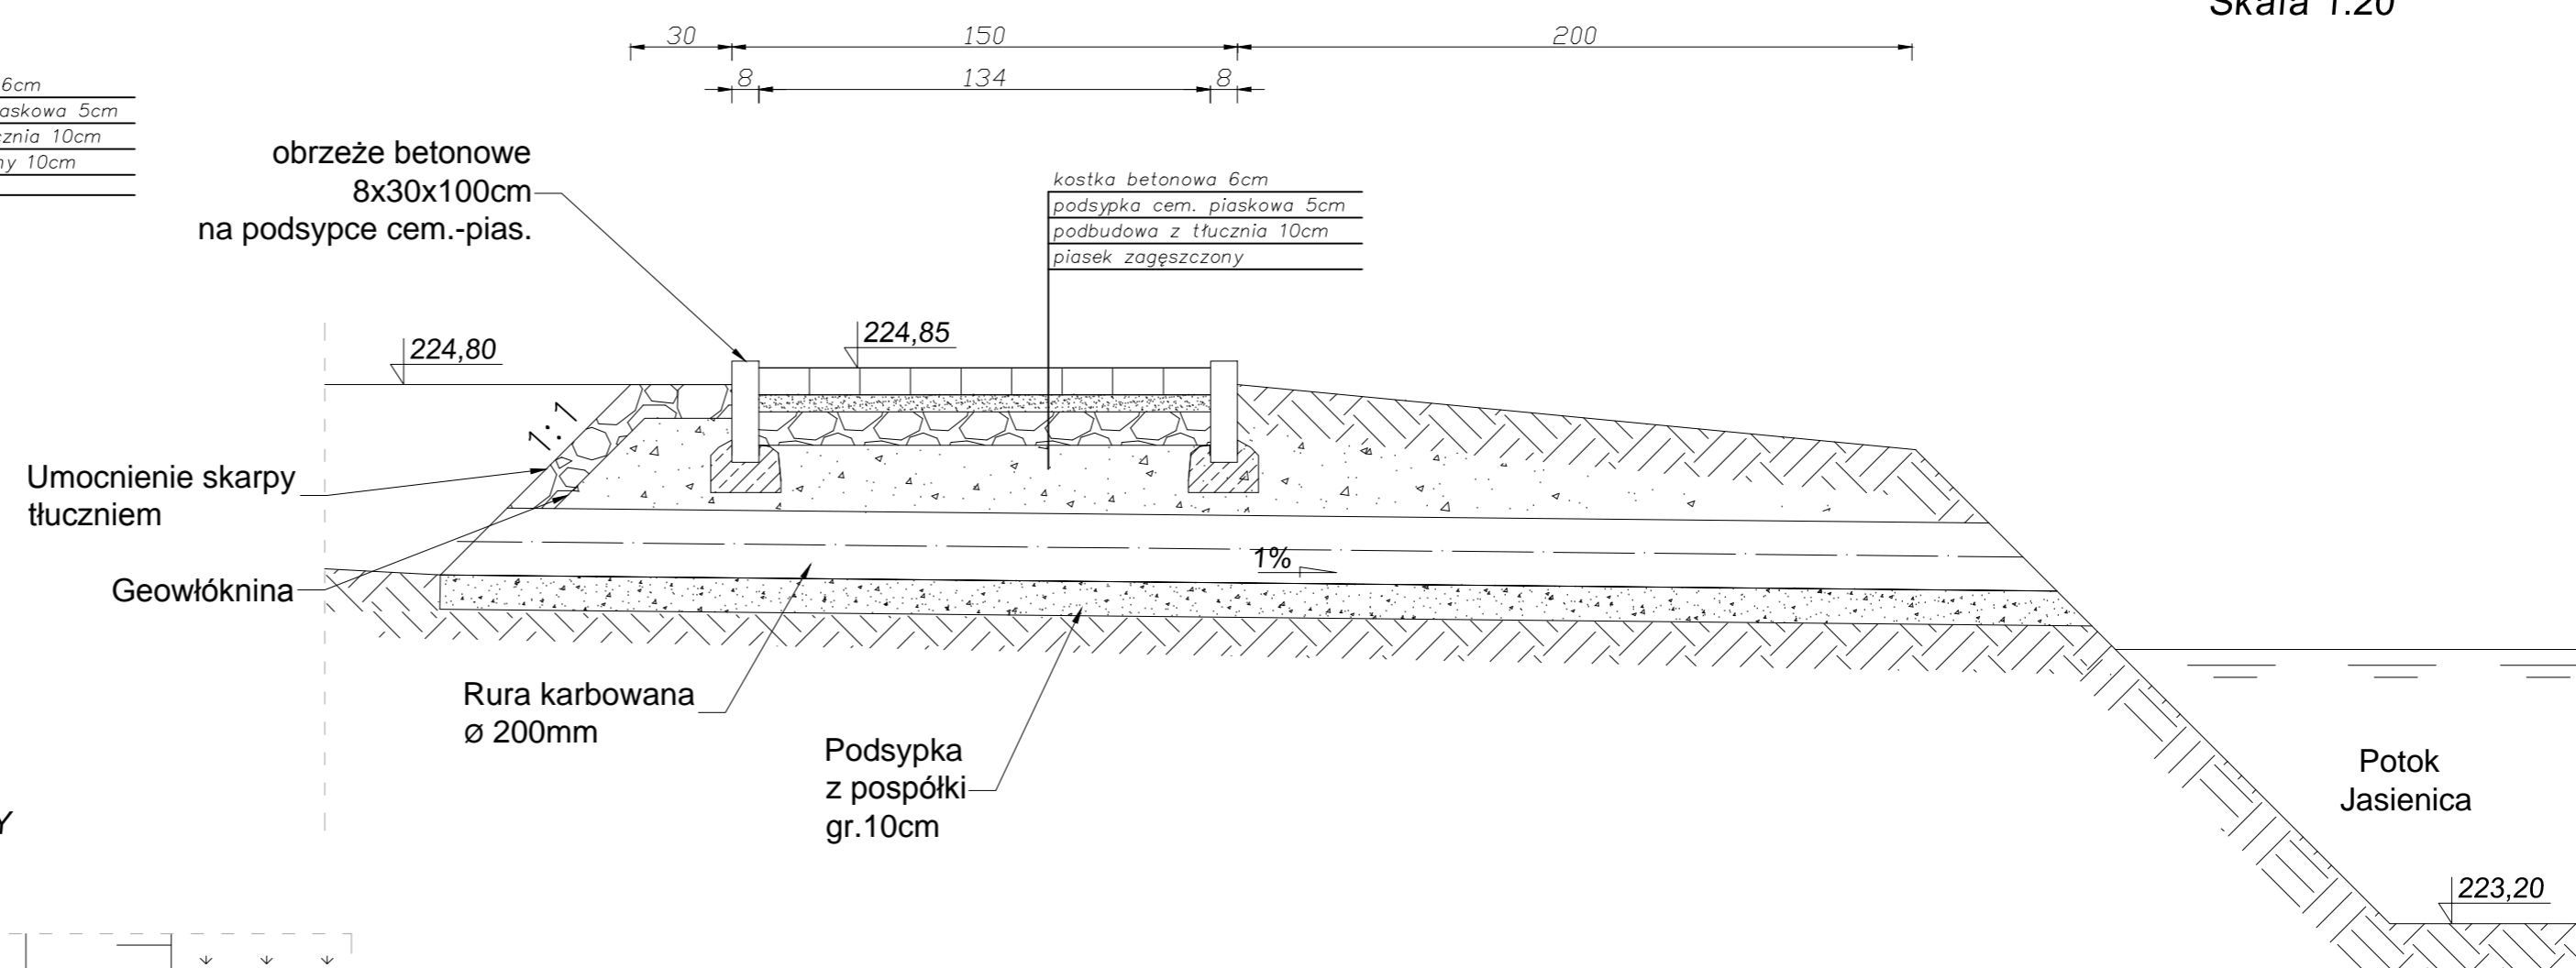 Skala 1:20
30
150
200
8
134
8
6cm
askowa 5cm
cznia 10cm
ny 10cm
obrzeże betonowe
8x30x100cm
na podsypce cem.-pias.
kostka betonowa 6cm
podsypka cem. piaskowa 5cm
podbudowa z tłucznia 10cm
piasek zagęszczony
224,80
224,85
1:1
Umocnienie skarpy
tłuczniem
Geowłóknina
1%
Rura karbowana
ø 200mm
Podsypka
z pospółki
gr.10cm
Potok
Jasienica
Y
223,20